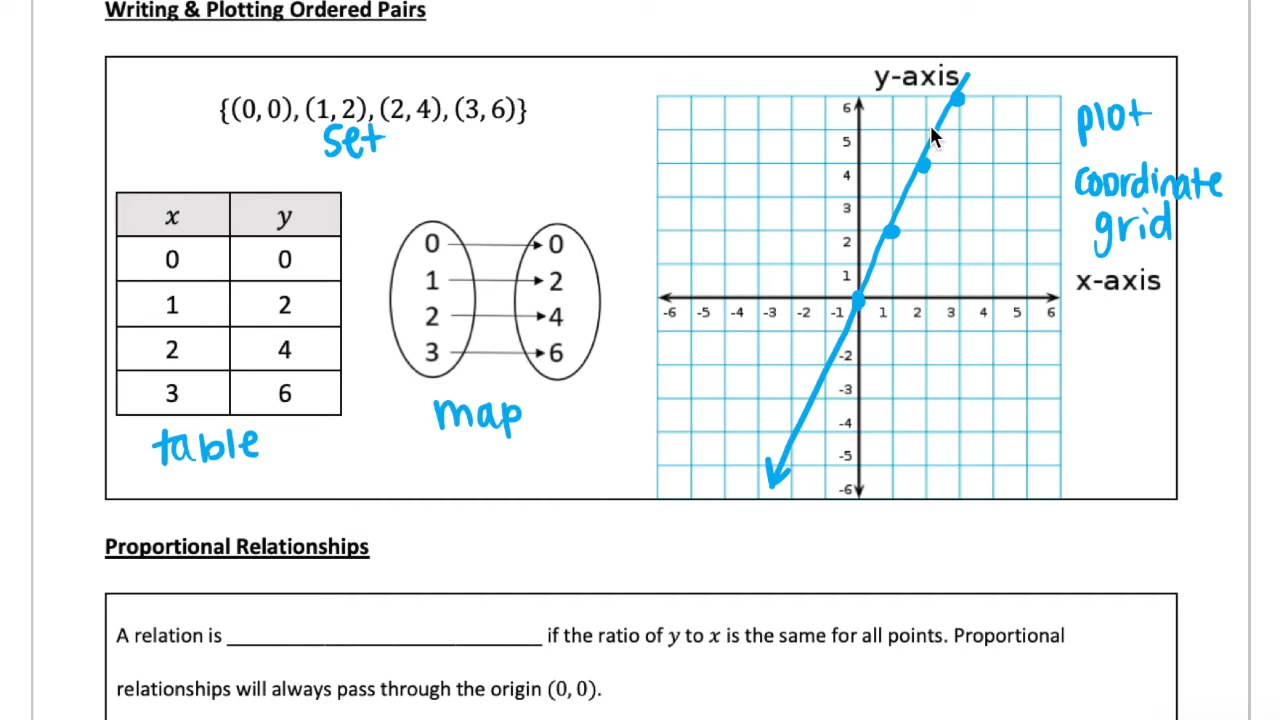 Writing & Plotting Ordered Pairs
{(0, 0), (1, 2), (2, 4), (3, 6)}
set
x y
0 0
1 2
2 4
3 6
table
0 0
1 2
2 4
3 6
map
y-axis
6
5
4
3
2
1
-6 -5 -4 -3 -2 -1 1 2 3 4 5 6
-2
-3
-4
-5
-6
x-axis
plot
coordinate
grid
Proportional Relationships
A relation is ______________________________ if the ratio of y to x is the same for all points. Proportional
relationships will always pass through the origin (0, 0).